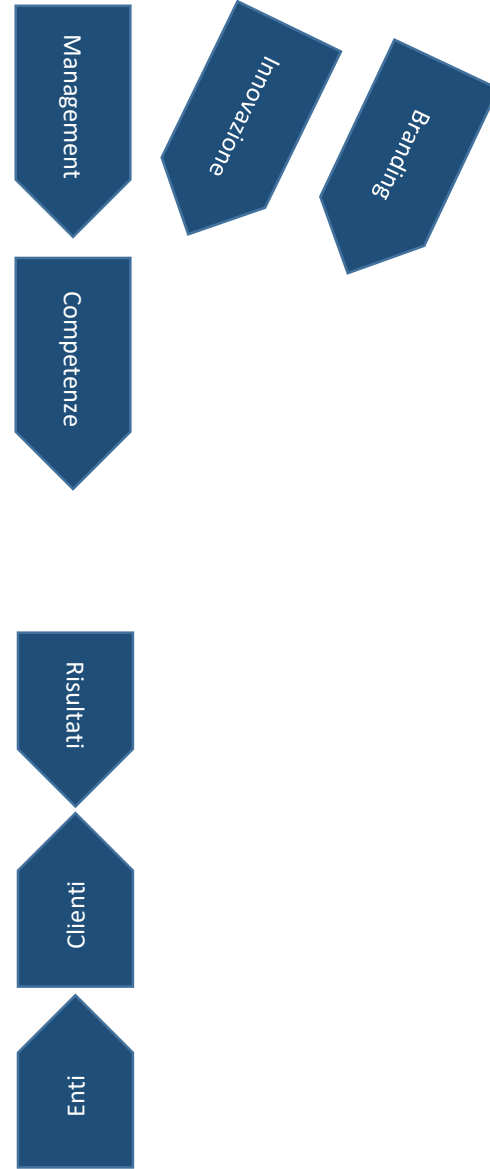 Management
Innovazione
Branding
Competenze
Risultati
Clienti
Enti